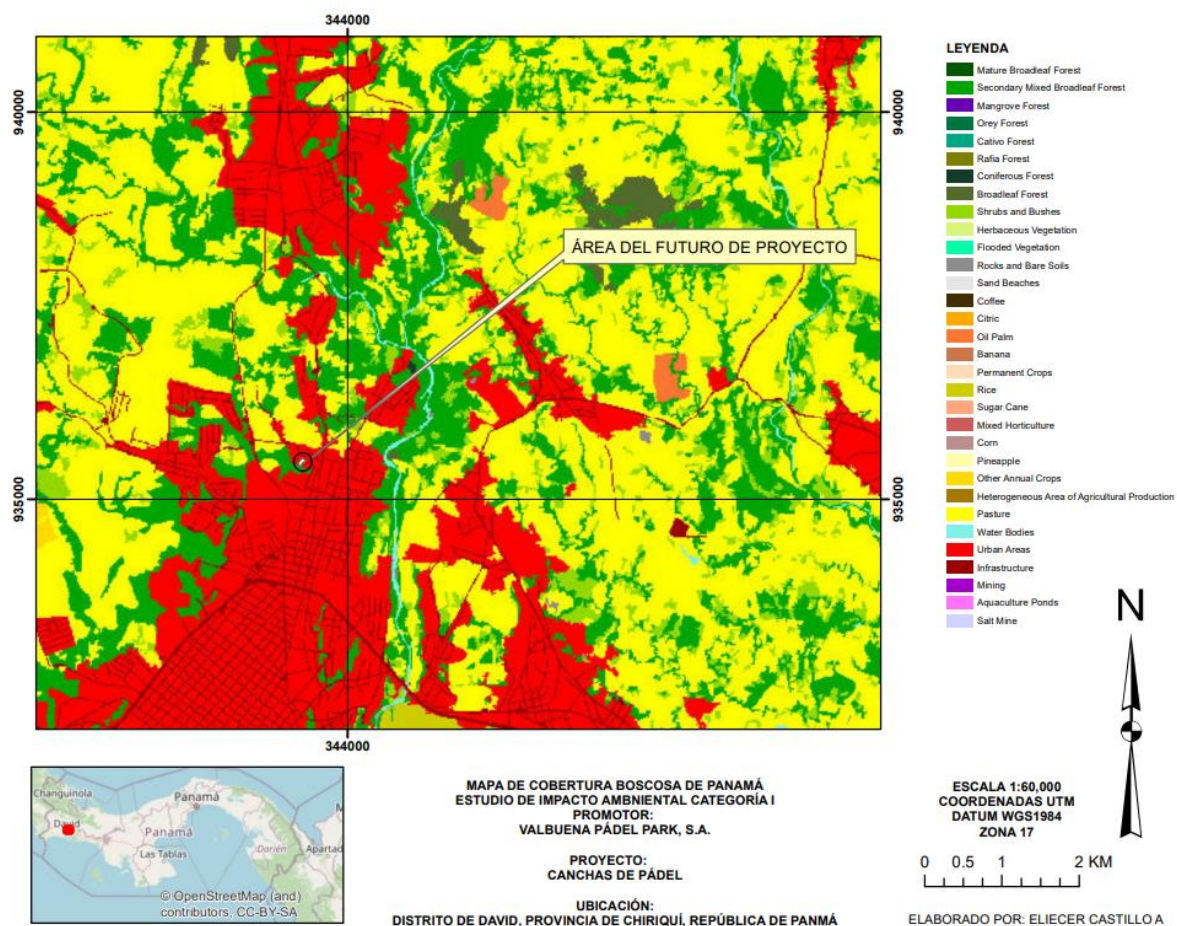 344000
940000
940000
ÁREA DEL FUTURO DE PROYECTO
935000
935000
344000
LEYENDA
Mature Broadleaf Forest
Secondary Mixed Broadleaf Forest
Mangrove Forest
Orey Forest
Cativo Forest
Rafia Forest
Coniferous Forest
Broadleaf Forest
Shrubs and Bushes
Herbaceous Vegetation
Flooded Vegetation
Rocks and Bare Soils
Sand Beaches
Coffee
Citric
Oil Palm
Banana
Permanent Crops
Rice
Sugar Cane
Mixed Horticulture
Corn
Pineapple
Other Annual Crops
Heterogeneous Area of Agricultural Production
Pasture
Water Bodies
Urban Areas
Infrastructure
Mining
Aquaculture Ponds
Salt Mine
N
Changuinola
Panamá
David
Panamá
Las Tablas
Darién
Apartad
© OpenStreetMap (and)
contributors, CC-BY-SA
MAPA DE COBERTURA BOSCOSA DE PANAMÁ
ESTUDIO DE IMPACTO AMBNIENTAL CATEGORÍA I
PROMOTOR:
VALBUENA PÁDEL PARK, S.A.
PROYECTO:
CANCHAS DE PÁDEL
UBICACIÓN:
DISTRITO DE DAVID, PROVINCIA DE CHIRIQUÍ, REPÚBLICA DE PANMÁ
ESCALA 1:60,000
COORDENADAS UTM
DATUM WGS1984
ZONA 17
0 0.5 1 2 KM
ELABORADO POR: ELIECER CASTILLO A